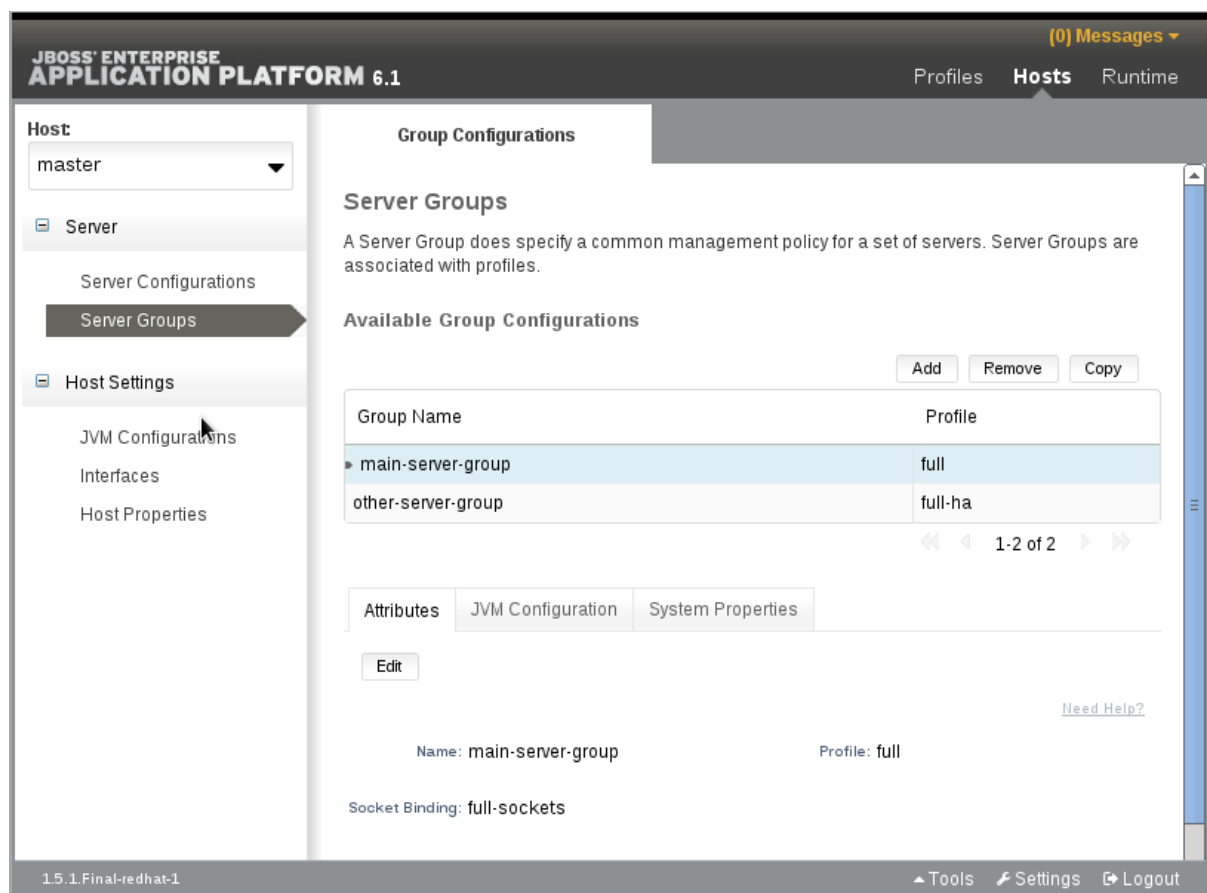 (0) Messages
JBOSS' ENTERPRISE
APPLICATION PLATFORM 6.1
Profiles Hosts Runtime
Host:
master
Server
Server Configurations
Server Groups
Host Settings
JVM Configurations
Interfaces
Host Properties
Group Configurations
Server Groups
A Server Group does specify a common management policy for a set of servers. Server Groups are
associated with profiles.
Available Group Configurations
Add Remove Copy
Group Name Profile
main-server-group full
other-server-group full-ha
1-2 of 2
Attributes JVM Configuration System Properties
Edit
Need Help?
Name: main-server-group Profile: full
Socket Binding: full-sockets
1.5.1.Final-redhat-1 Tools Settings Logout